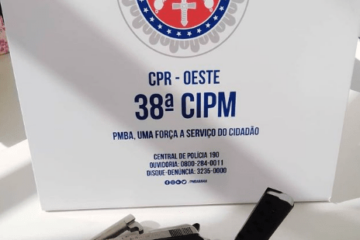 CPR - OESTE
38ª CIPM
PMBA, UMA FORÇA A SERVIÇO DO CIDADÃO
CENTRAL DE POLÍCIA 190
OUVIDORIA: 0800-284-0011
DISQUE-DENÚNCIA: 3235-0000